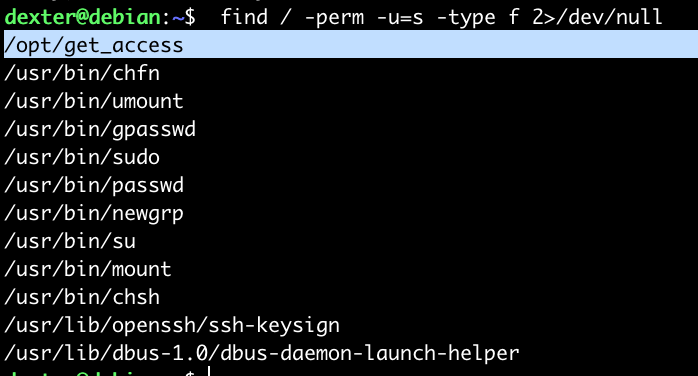 dexter@debian:~$  find / -perm -u=s -type f 2>/dev/null
/opt/get_access
/usr/bin/chfn
/usr/bin/umount
/usr/bin/gpasswd
/usr/bin/sudo
/usr/bin/passwd
/usr/bin/newgrp
/usr/bin/su
/usr/bin/mount
/usr/bin/chsh
/usr/lib/openssh/ssh-keysign
/usr/lib/dbus-1.0/dbus-daemon-launch-helper
dexter@debian:~$